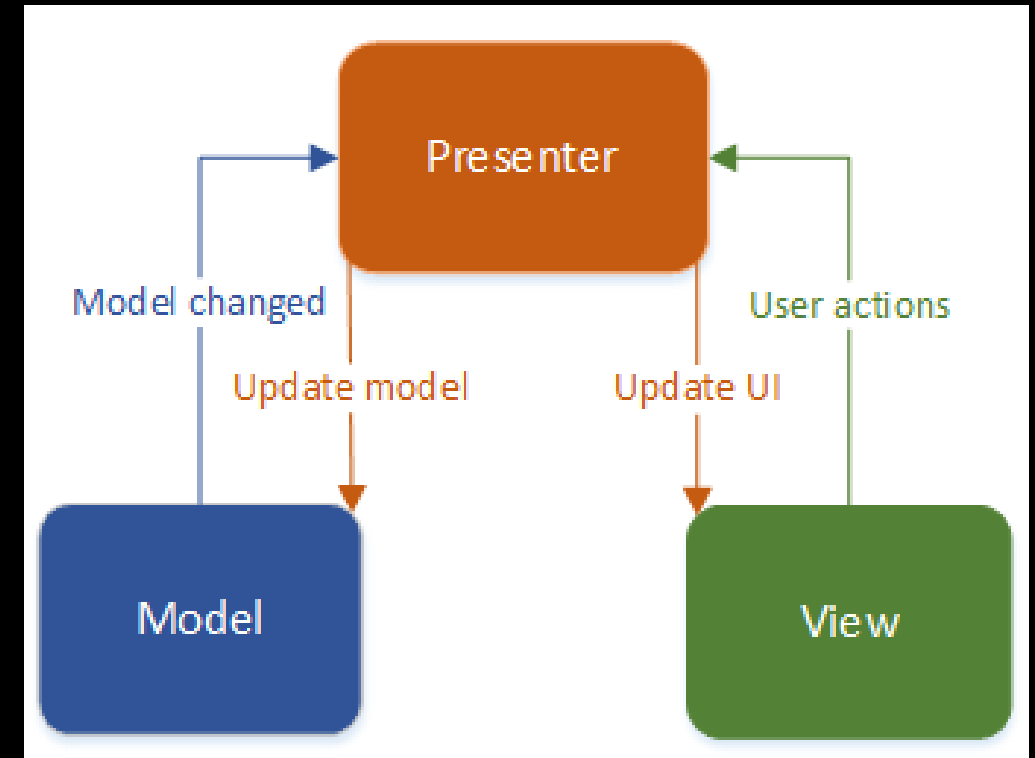 Presenter
Model changed
User actions
Update model
Update UI
Model
View